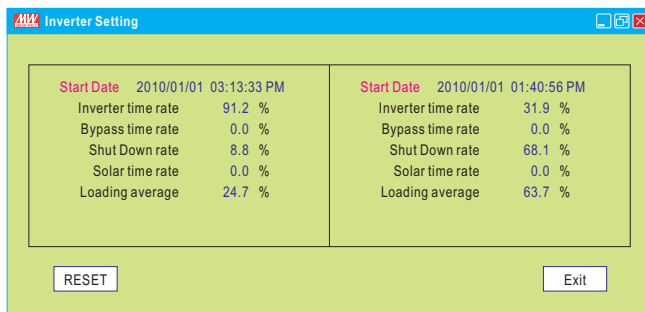 MW Inverter Setting
MEAN WELL
Start Date 2010/01/01 03:13:33 PM
Inverter time rate 91.2 %
Bypass time rate 0.0 %
Shut Down rate 8.8 %
Solar time rate 0.0 %
Loading average 24.7 %
Start Date 2010/01/01 01:40:56 PM
Inverter time rate 31.9 %
Bypass time rate 0.0 %
Shut Down rate 68.1 %
Solar time rate 0.0 %
Loading average 63.7 %
RESET
Exit